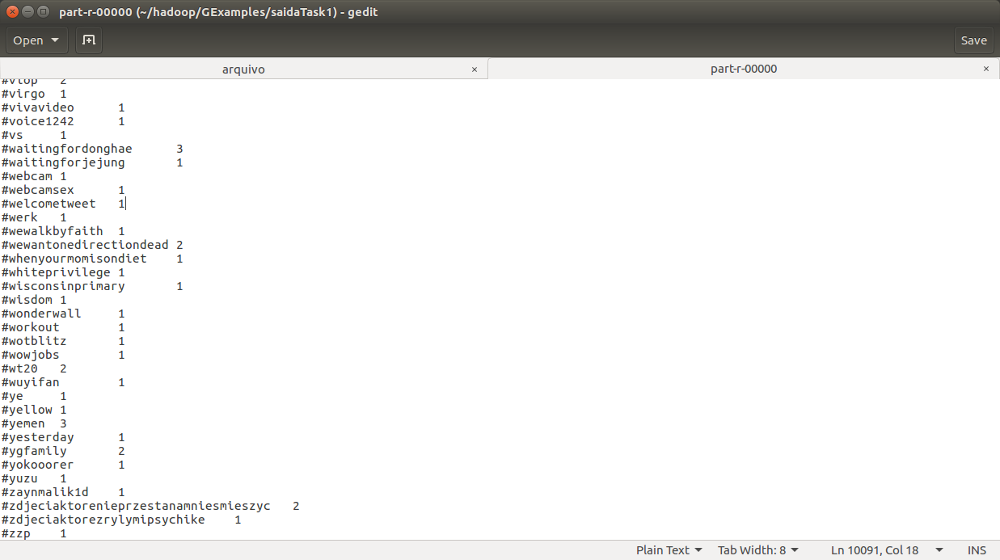 part-r-00000 (~/hadoop/GExamples/saidaTask1) - gedit
Open Save
arquivo × part-r-00000 ×
#vtop 2
#virgo 1
#vivavideo 1
#voice1242 1
#vs 1
#waitingfordonghae 3
#waitingforjejung 1
#webcam 1
#webcamsex 1
#welcometweet 1
#werk 1
#wewalkbyfaith 1
#wewantonedirectiondead 2
#whenyourmomisondiet 1
#whiteprivilege 1
#wisconsinprimary 1
#wisdom 1
#wonderwall 1
#workout 1
#wotblitz 1
#wowjobs 1
#wt20 2
#wuyifan 1
#ye 1
#yellow 1
#yemen 3
#yesterday 1
#ygfamily 2
#yokooorer 1
#yuzu 1
#zaynmalik1d 1
#zdjeciaktorenieprzestanamniesmieszyc 2
#zdjeciaktorezrylymipsychike 1
#zzp 1
Plain Text Tab Width: 8 Ln 10091, Col 18 INS